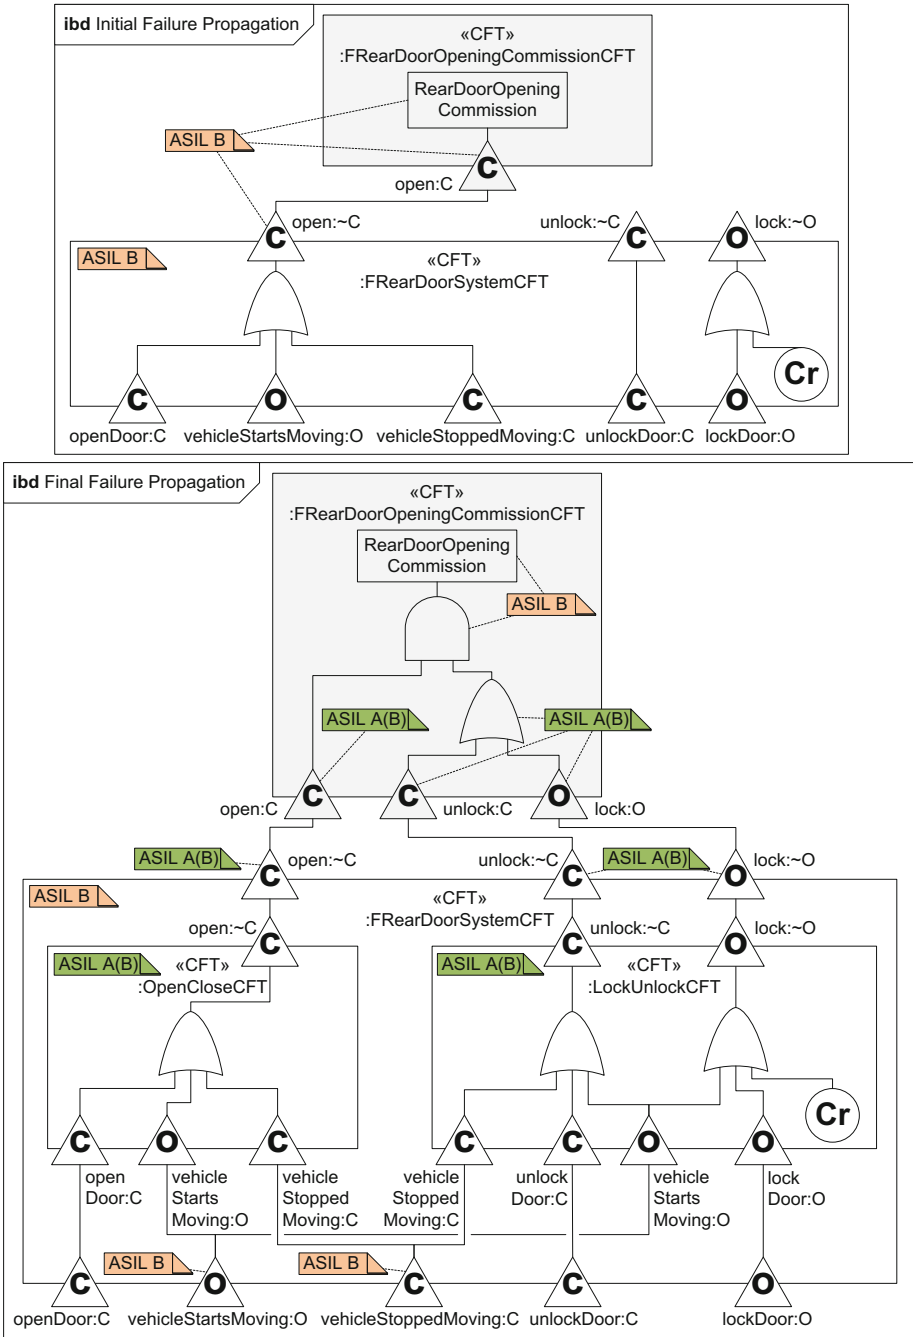 ibd Initial Failure Propagation
«CFT»
:FRearDoorOpeningCommissionCFT
RearDoorOpening
Commission
ASIL B
C
open:C
open:~C
unlock:~C
lock:~O
C
C
O
ASIL B
«CFT»
:FRearDoorSystemCFT
Cr
C
O
C
C
O
openDoor:C
vehicleStartsMoving:O
vehicleStoppedMoving:C
unlockDoor:C
lockDoor:O
ibd Final Failure Propagation
«CFT»
:FRearDoorOpeningCommissionCFT
RearDoorOpening
Commission
ASIL B
ASIL A(B)
ASIL A(B)
C
C
O
open:C
unlock:C
lock:O
ASIL A(B)
open:~C
unlock:~C
ASIL A(B)
lock:~O
C
C
O
ASIL B
«CFT»
:FRearDoorSystemCFT
open:~C
unlock:~C
lock:~O
C
C
O
ASIL A(B)
«CFT»
:OpenCloseCFT
ASIL A(B)
«CFT»
:LockUnlockCFT
Cr
C
O
C
C
C
O
O
open
Door:C
vehicle
Starts
Moving:O
vehicle
Stopped
Moving:C
vehicle
Stopped
Moving:C
unlock
Door:C
vehicle
Starts
Moving:O
lock
Door:O
ASIL B
ASIL B
C
O
C
C
O
openDoor:C
vehicleStartsMoving:O
vehicleStoppedMoving:C
unlockDoor:C
lockDoor:O